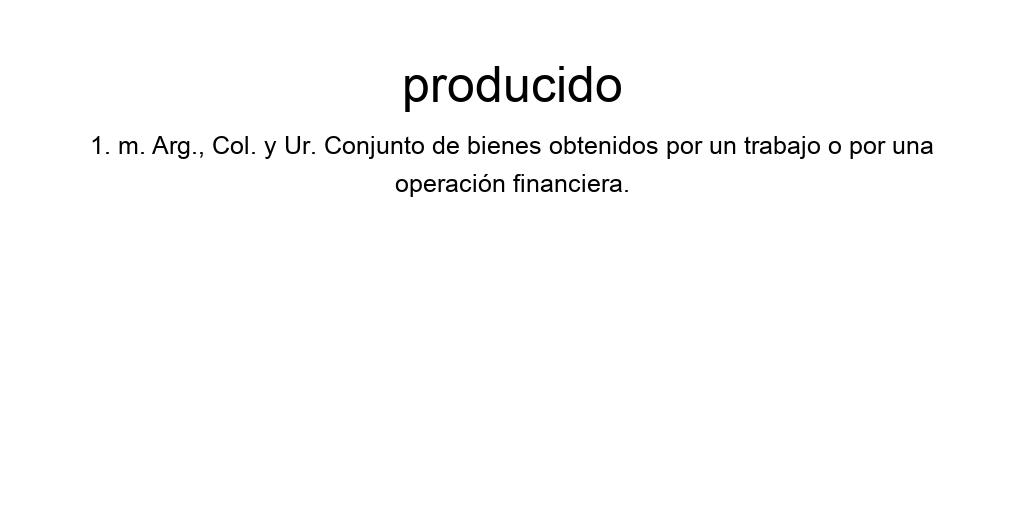 producido
1. m. Arg., Col. y Ur. Conjunto de bienes obtenidos por un trabajo o por una
operación financiera.